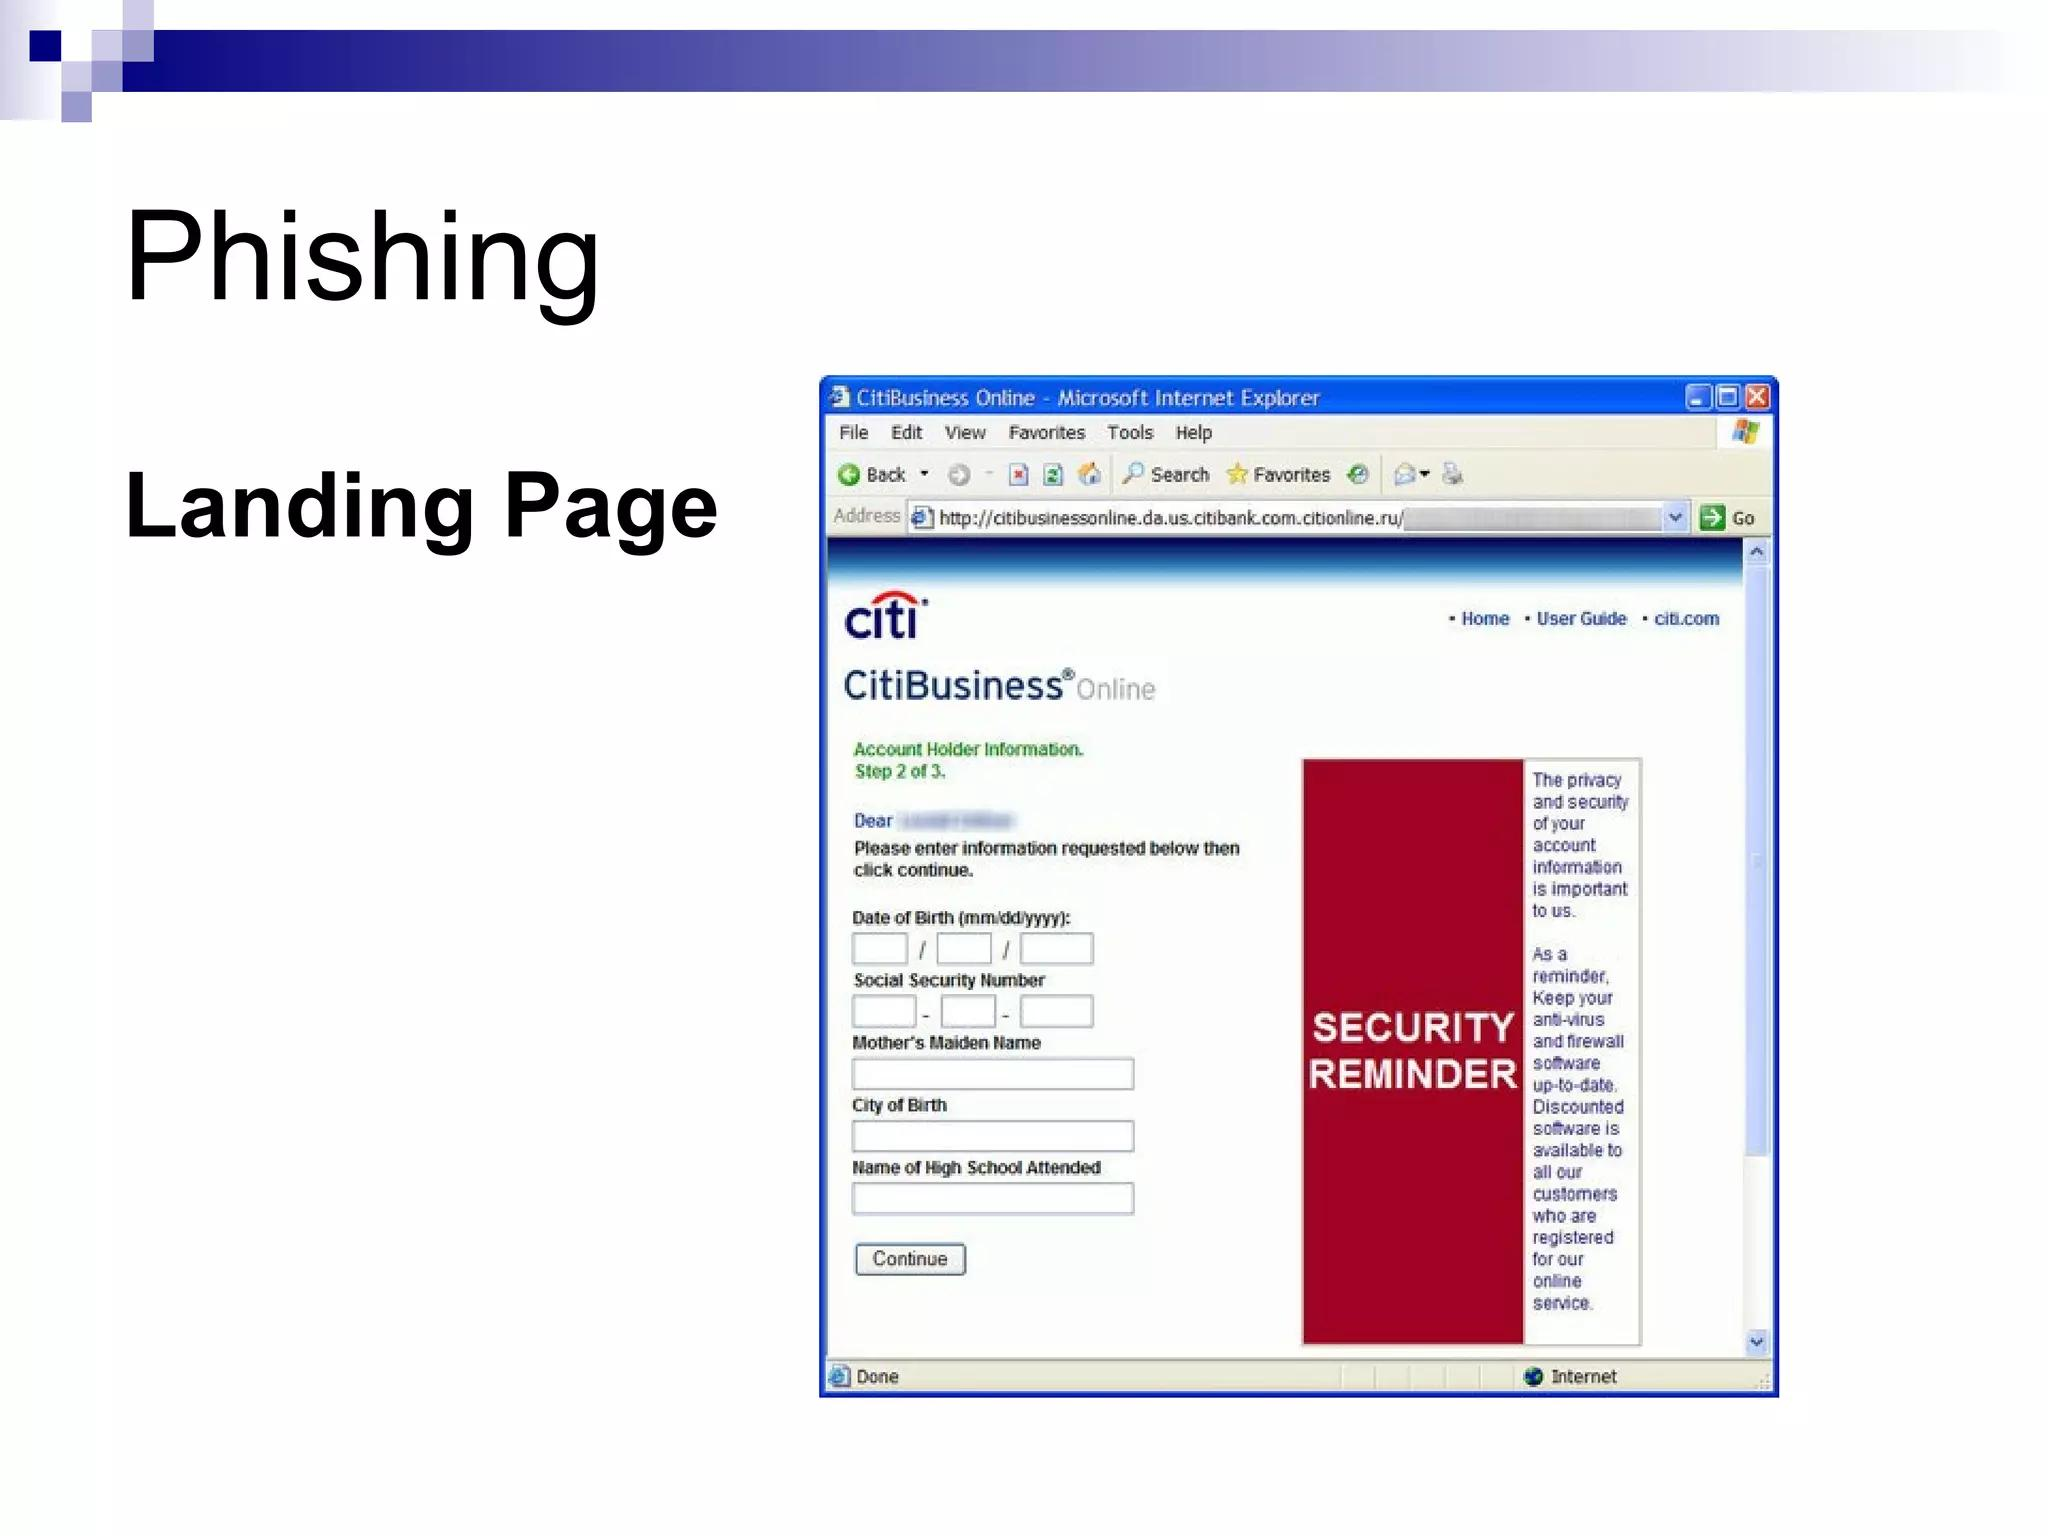 Phishing
Landing Page
CitiBusiness Online - Microsoft Internet Explorer
File Edit View Favorites Tools Help
Back Search Favorites
Address http://citibusinessonline.da.us.citibank.com.citionline.ru/ Go
citi
• Home • User Guide • citi.com
CitiBusiness® Online
Account Holder Information.
Step 2 of 3.
Dear
Please enter information requested below then
click continue.
Date of Birth (mm/dd/yyyy):
/ /
Social Security Number
- -
Mother's Maiden Name
City of Birth
Name of High School Attended
Continue
SECURITY
REMINDER
The privacy
and security
of your
account
information
is important
to us.
As a
reminder,
Keep your
anti-virus
and firewall
software
up-to-date.
Discounted
software is
available to
all our
customers
who are
registered
for our
online
service.
Done Internet